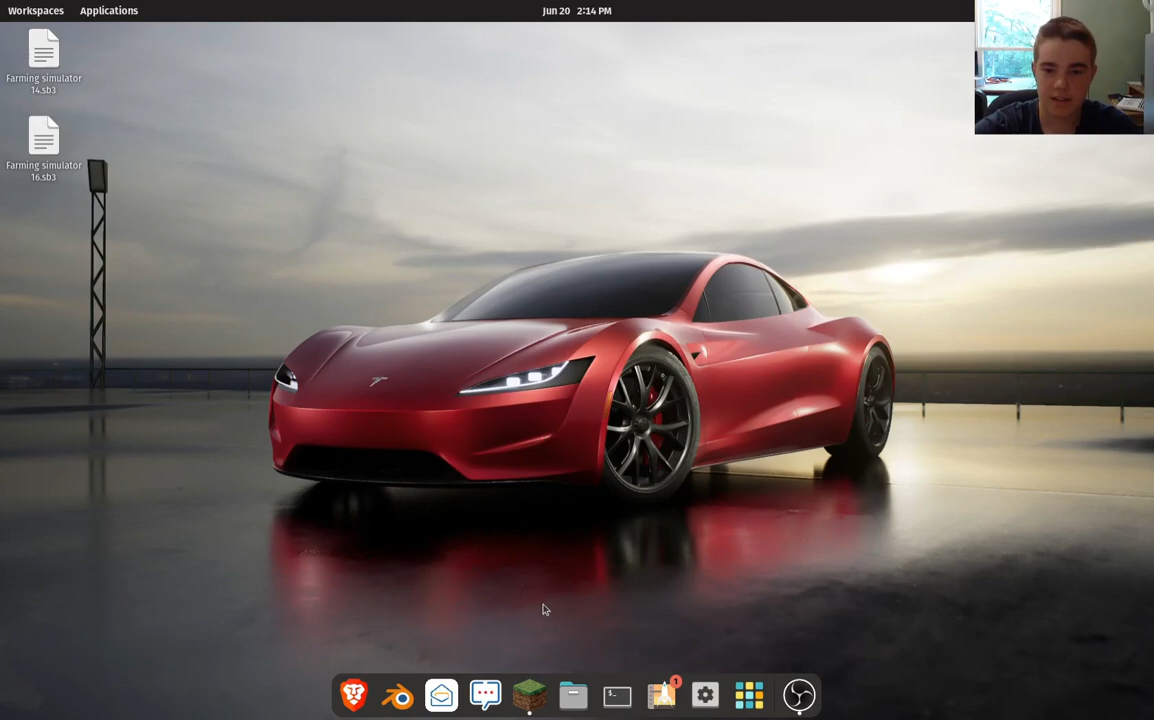 Workspaces Applications Jun 20 2:14 PM
Farming simulator
14.sb3
Farming simulator
16.sb3
$_
1